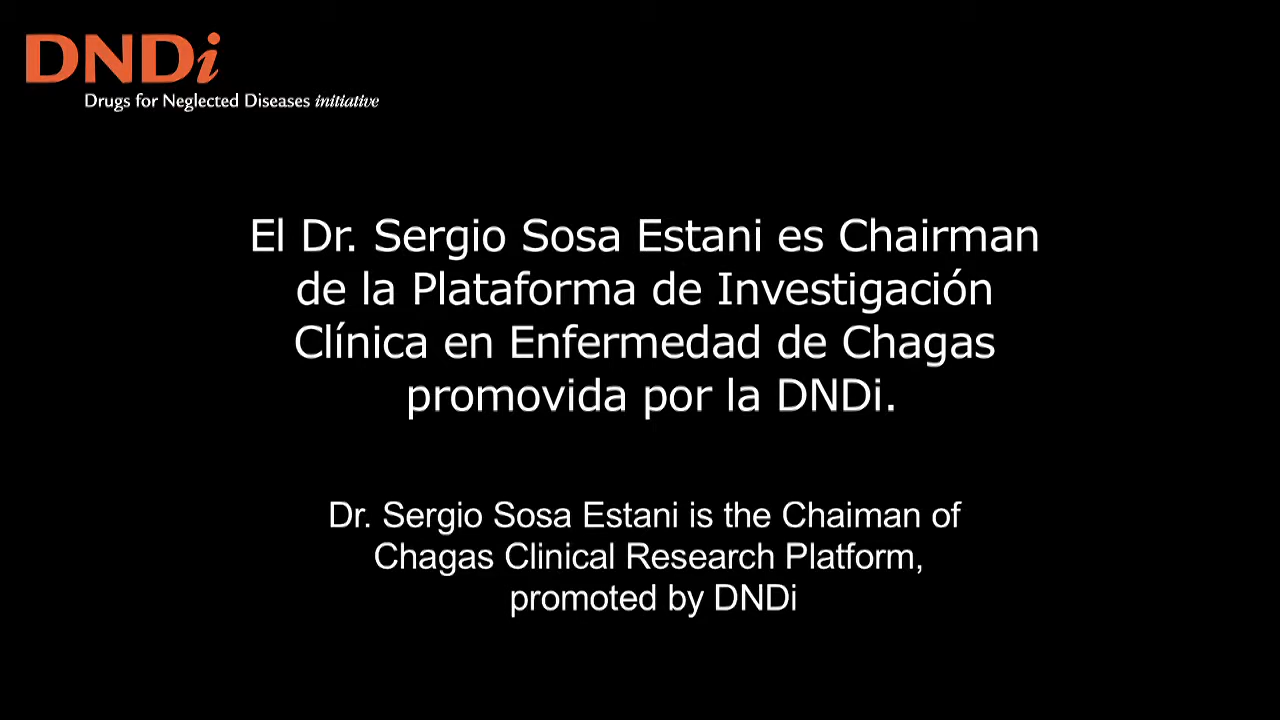 DNDi
Drugs for Neglected Diseases initiative
El Dr. Sergio Sosa Estani es Chairman
de la Plataforma de Investigación
Clínica en Enfermedad de Chagas
promovida por la DNDi.
Dr. Sergio Sosa Estani is the Chaiman of
Chagas Clinical Research Platform,
promoted by DNDi